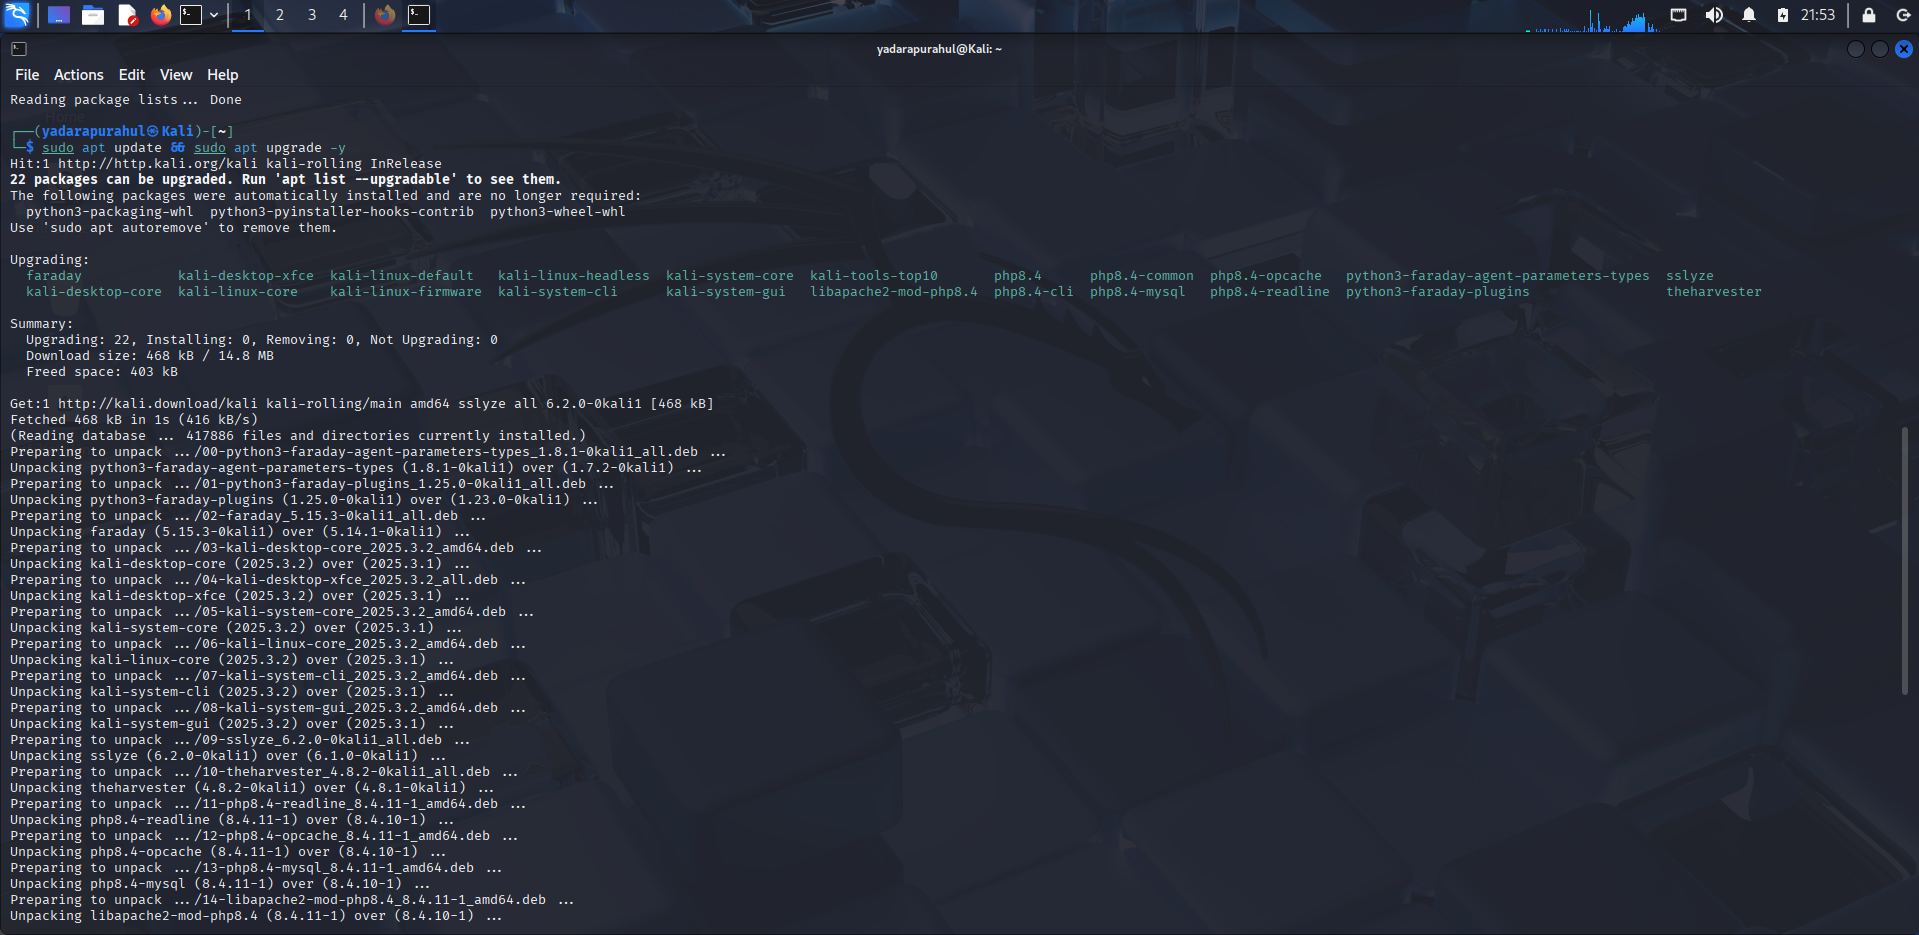 1 2 3 4 21:53
yadarapurahul@Kali: ~
File Actions Edit View Help
Reading package lists... Done
┌──(yadarapurahul㉿Kali)-[~]
└─$ sudo apt update && sudo apt upgrade -y
Hit:1 http://http.kali.org/kali kali-rolling InRelease
22 packages can be upgraded. Run 'apt list --upgradable' to see them.
The following packages were automatically installed and are no longer required:
python3-packaging-whl python3-pyinstaller-hooks-contrib python3-wheel-whl
Use 'sudo apt autoremove' to remove them.
Upgrading:
faraday kali-desktop-xfce kali-linux-default kali-linux-headless kali-system-core kali-tools-top10 php8.4 php8.4-common php8.4-opcache python3-faraday-agent-parameters-types sslyze
kali-desktop-core kali-linux-core kali-linux-firmware kali-system-cli kali-system-gui libapache2-mod-php8.4 php8.4-cli php8.4-mysql php8.4-readline python3-faraday-plugins theharvester
Summary:
Upgrading: 22, Installing: 0, Removing: 0, Not Upgrading: 0
Download size: 468 kB / 14.8 MB
Freed space: 403 kB
Get:1 http://kali.download/kali kali-rolling/main amd64 sslyze all 6.2.0-0kali1 [468 kB]
Fetched 468 kB in 1s (416 kB/s)
(Reading database ... 417886 files and directories currently installed.)
Preparing to unpack .../00-python3-faraday-agent-parameters-types_1.8.1-0kali1_all.deb ...
Unpacking python3-faraday-agent-parameters-types (1.8.1-0kali1) over (1.7.2-0kali1) ...
Preparing to unpack .../01-python3-faraday-plugins_1.25.0-0kali1_all.deb ...
Unpacking python3-faraday-plugins (1.25.0-0kali1) over (1.23.0-0kali1) ...
Preparing to unpack .../02-faraday_5.15.3-0kali1_all.deb ...
Unpacking faraday (5.15.3-0kali1) over (5.14.1-0kali1) ...
Preparing to unpack .../03-kali-desktop-core_2025.3.2_amd64.deb ...
Unpacking kali-desktop-core (2025.3.2) over (2025.3.1) ...
Preparing to unpack .../04-kali-desktop-xfce_2025.3.2_all.deb ...
Unpacking kali-desktop-xfce (2025.3.2) over (2025.3.1) ...
Preparing to unpack .../05-kali-system-core_2025.3.2_amd64.deb ...
Unpacking kali-system-core (2025.3.2) over (2025.3.1) ...
Preparing to unpack .../06-kali-linux-core_2025.3.2_amd64.deb ...
Unpacking kali-linux-core (2025.3.2) over (2025.3.1) ...
Preparing to unpack .../07-kali-system-cli_2025.3.2_amd64.deb ...
Unpacking kali-system-cli (2025.3.2) over (2025.3.1) ...
Preparing to unpack .../08-kali-system-gui_2025.3.2_amd64.deb ...
Unpacking kali-system-gui (2025.3.2) over (2025.3.1) ...
Preparing to unpack .../09-sslyze_6.2.0-0kali1_all.deb ...
Unpacking sslyze (6.2.0-0kali1) over (6.1.0-0kali1) ...
Preparing to unpack .../10-theharvester_4.8.2-0kali1_all.deb ...
Unpacking theharvester (4.8.2-0kali1) over (4.8.1-0kali1) ...
Preparing to unpack .../11-php8.4-readline_8.4.11-1_amd64.deb ...
Unpacking php8.4-readline (8.4.11-1) over (8.4.10-1) ...
Preparing to unpack .../12-php8.4-opcache_8.4.11-1_amd64.deb ...
Unpacking php8.4-opcache (8.4.11-1) over (8.4.10-1) ...
Preparing to unpack .../13-php8.4-mysql_8.4.11-1_amd64.deb ...
Unpacking php8.4-mysql (8.4.11-1) over (8.4.10-1) ...
Preparing to unpack .../14-libapache2-mod-php8.4_8.4.11-1_amd64.deb ...
Unpacking libapache2-mod-php8.4 (8.4.11-1) over (8.4.10-1) ...